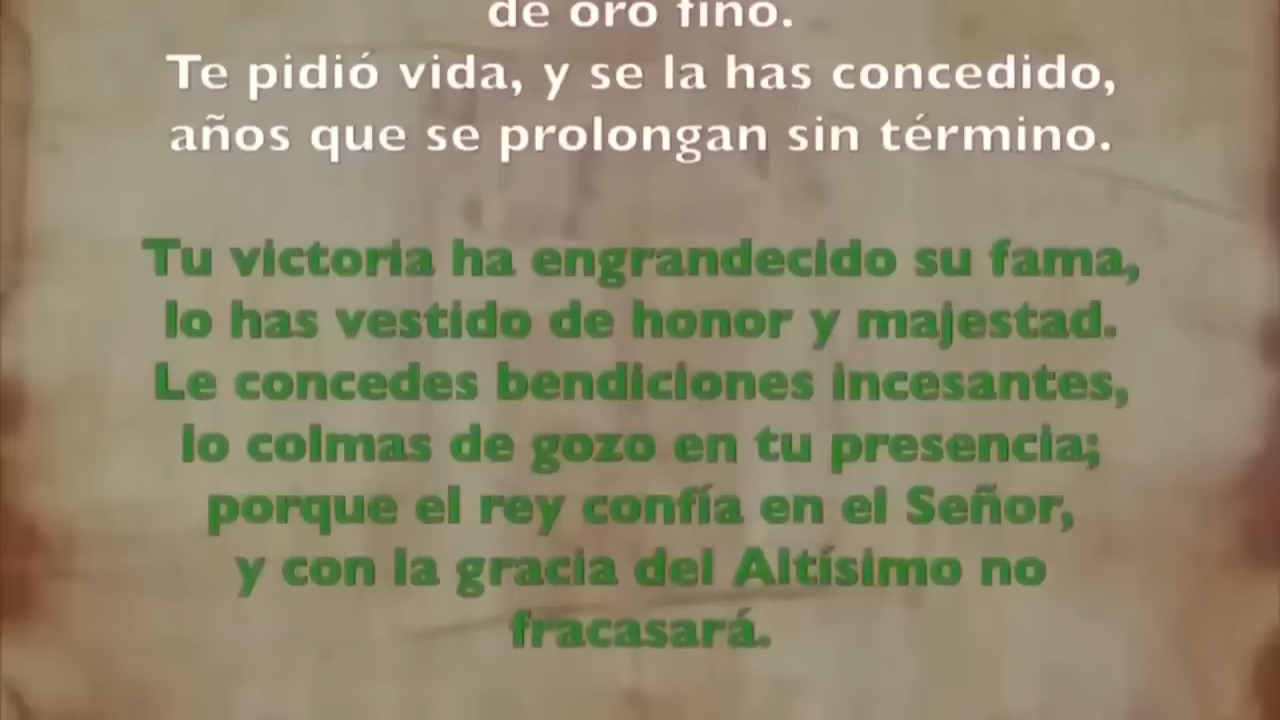 de oro fino.
Te pidió vida, y se la has concedido,
años que se prolongan sin término.
Tu victoria ha engrandecido su fama,
lo has vestido de honor y majestad.
Le concedes bendiciones incesantes,
lo colmas de gozo en tu presencia;
porque el rey confía en el Señor,
y con la gracia del Altísimo no
fracasará.